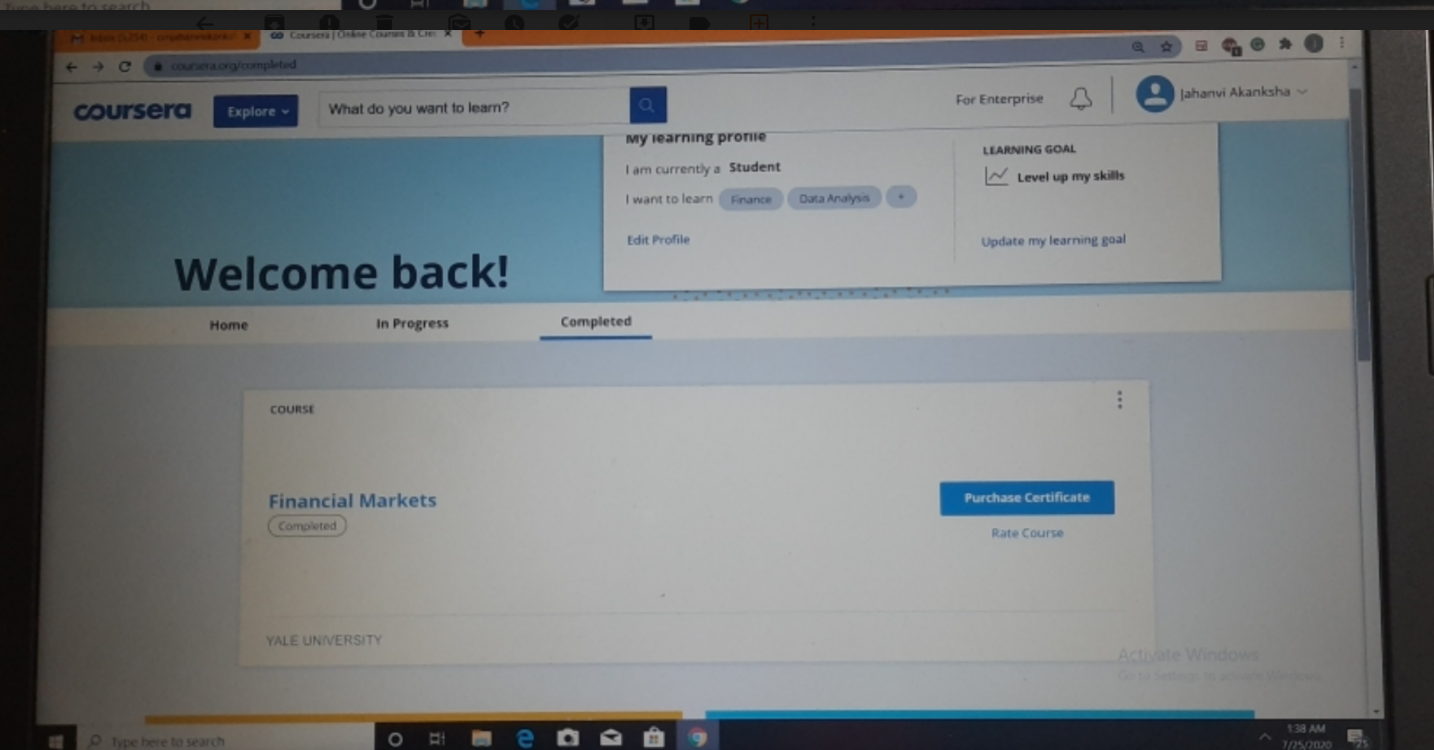 Type here to search
Coursera | Online Courses & Cre
coursera.org/completed
coursera
Explore
What do you want to learn?
For Enterprise
Jahanvi Akanksha
My learning profile
I am currently a Student
I want to learn Finance Data Analysis +
Edit Profile
LEARNING GOAL
Level up my skills
Update my learning goal
Welcome back!
Home
In Progress
Completed
COURSE
Financial Markets
Completed
Purchase Certificate
Rate Course
YALE UNIVERSITY
Activate Windows
Go to Settings to activate Windows.
Type here to search
1:38 AM
7/25/2020